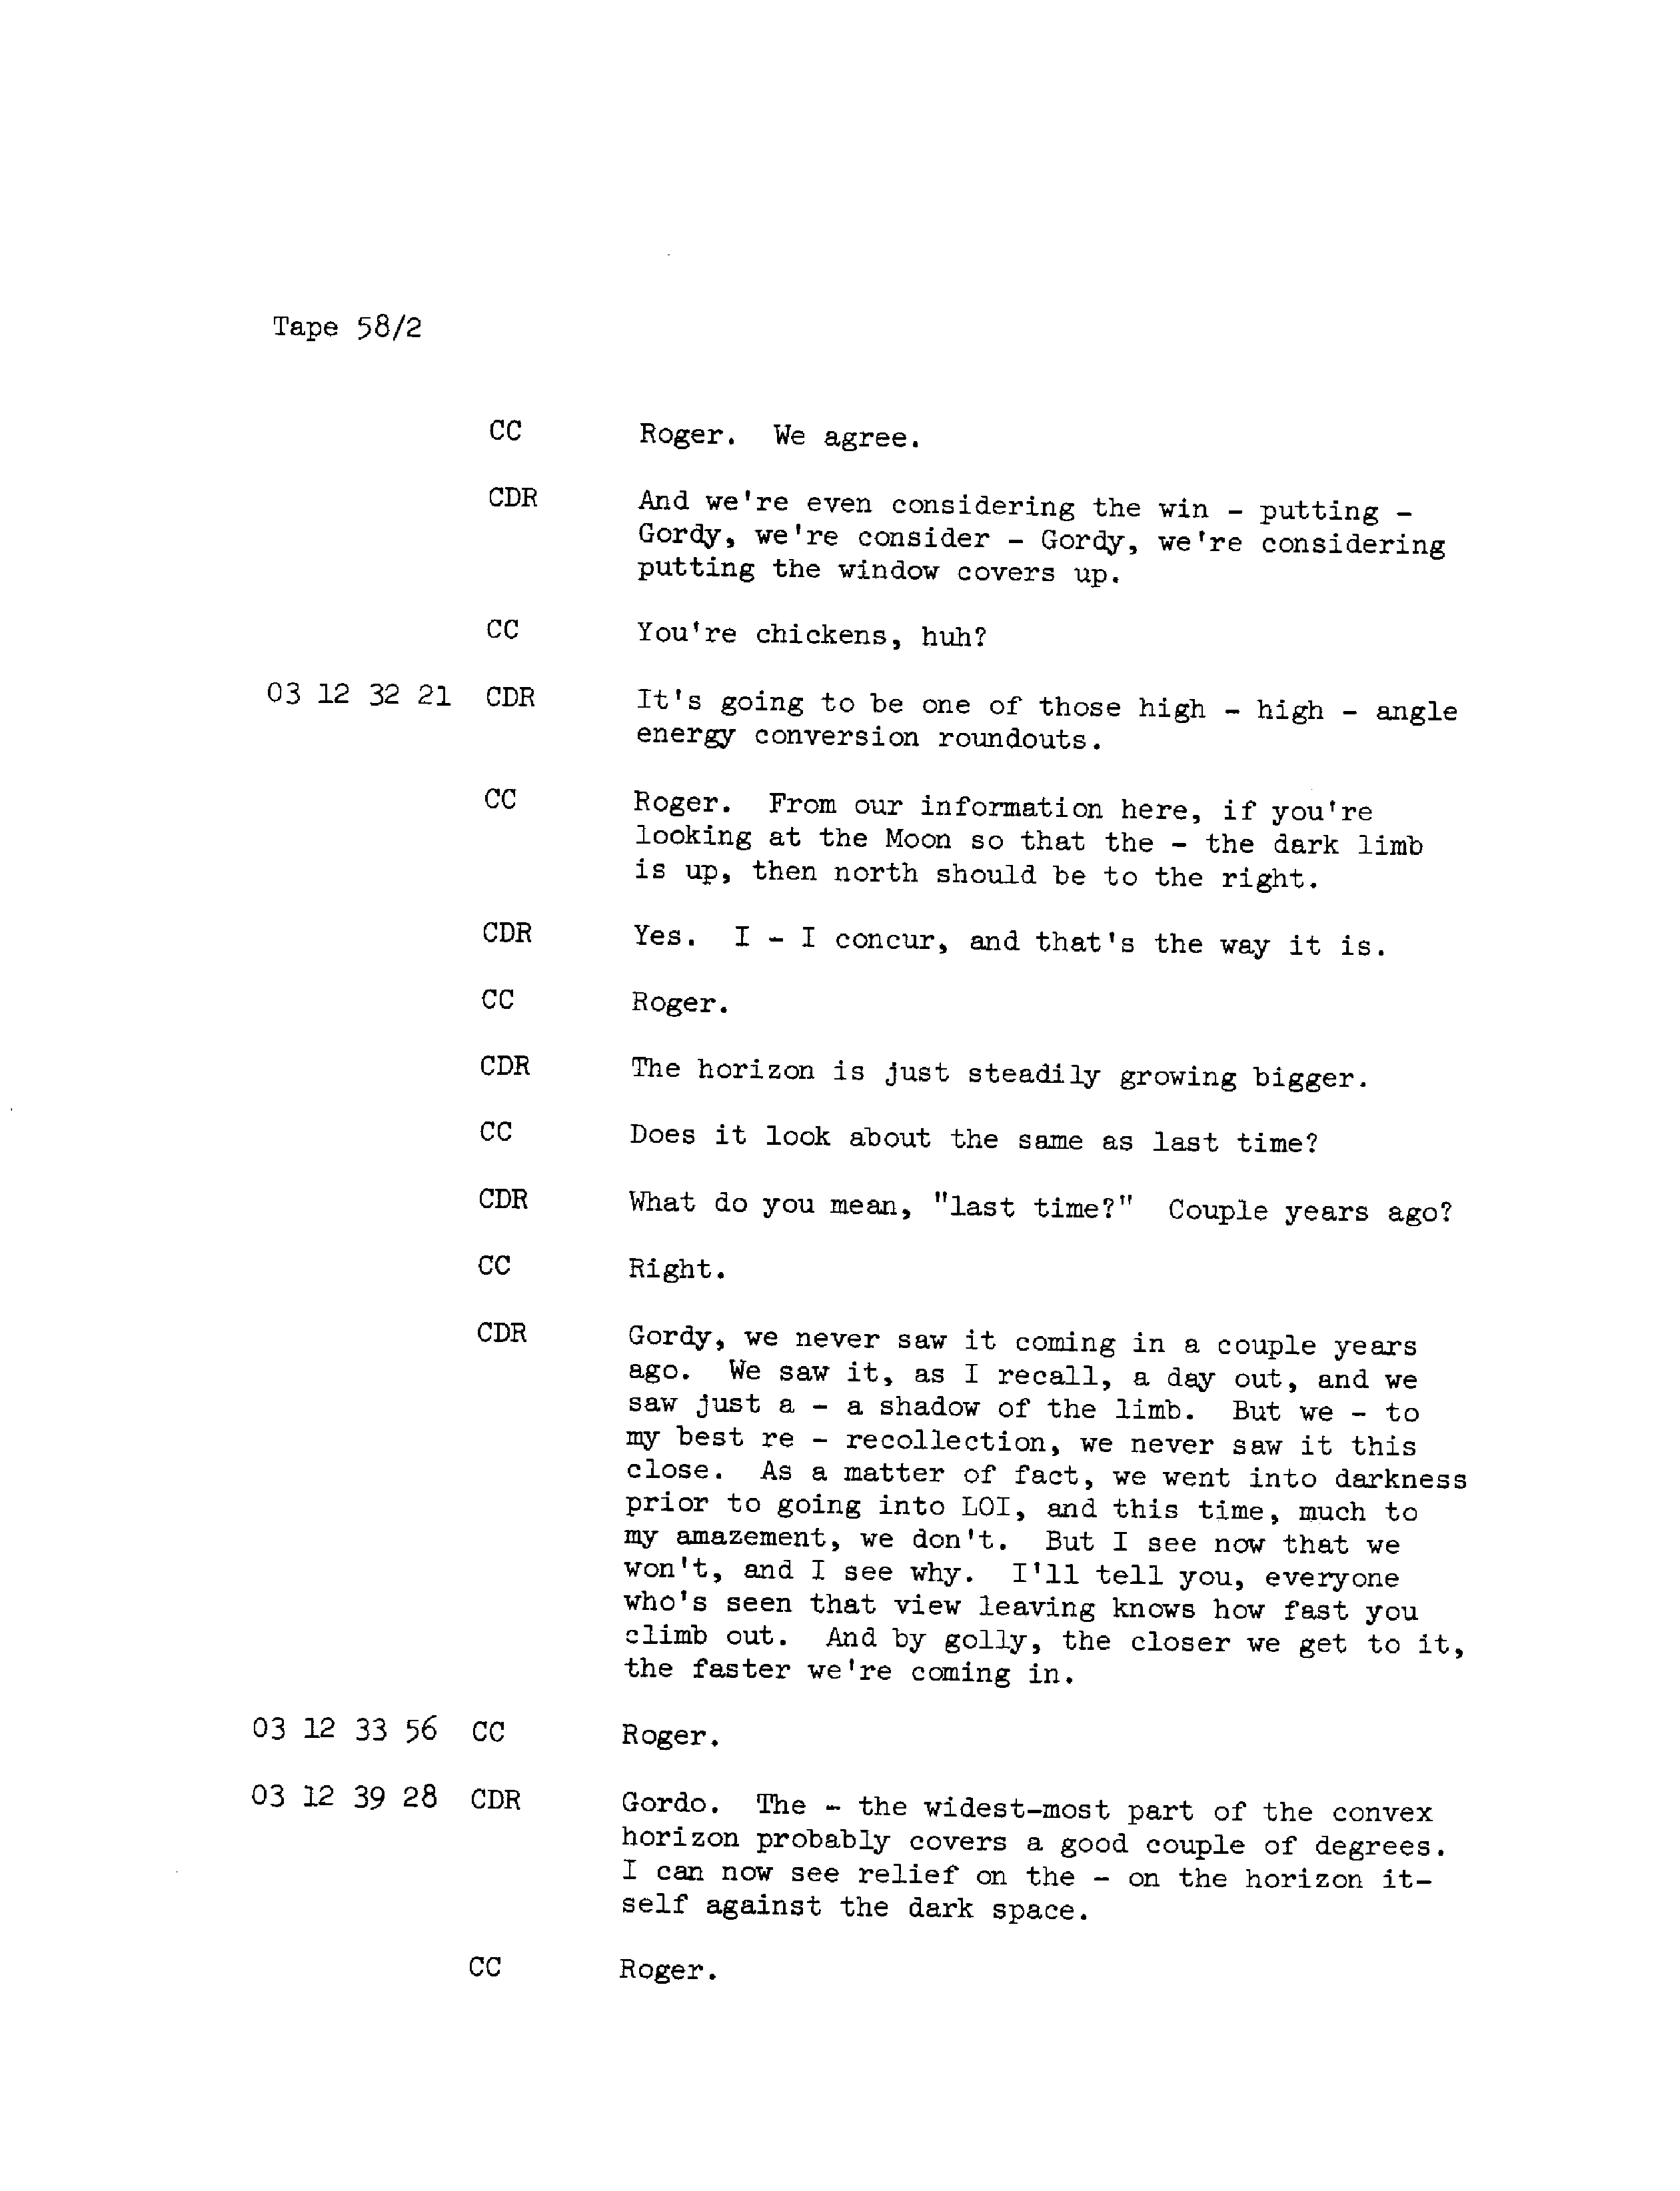 Tape 58/2
CC Roger. We agree.
CDR And we're even considering the win - putting -
Gordy, we're consider - Gordy, we're considering
putting the window covers up.
CC You're chickens, huh?
03 12 32 21 CDR It's going to be one of those high - high - angle
energy conversion roundouts.
CC Roger. From our information here, if you're
looking at the Moon so that the - the dark limb
is up, then north should be to the right.
CDR Yes. I - I concur, and that's the way it is.
CC Roger.
CDR The horizon is just steadily growing bigger.
CC Does it look about the same as last time?
CDR What do you mean, "last time?" Couple years ago?
CC Right.
CDR Gordy, we never saw it coming in a couple years
ago. We saw it, as I recall, a day out, and we
saw just a - a shadow of the limb. But we - to
my best re - recollection, we never saw it this
close. As a matter of fact, we went into darkness
prior to going into LOI, and this time, much to
my amazement, we don't. But I see now that we
won't, and I see why. I'll tell you, everyone
who's seen that view leaving knows how fast you
climb out. And by golly, the closer we get to it,
the faster we're coming in.
03 12 33 56 CC Roger.
03 12 39 28 CDR Gordo. The - the widest-most part of the convex
horizon probably covers a good couple of degrees.
I can now see relief on the - on the horizon it-
self against the dark space.
CC Roger.